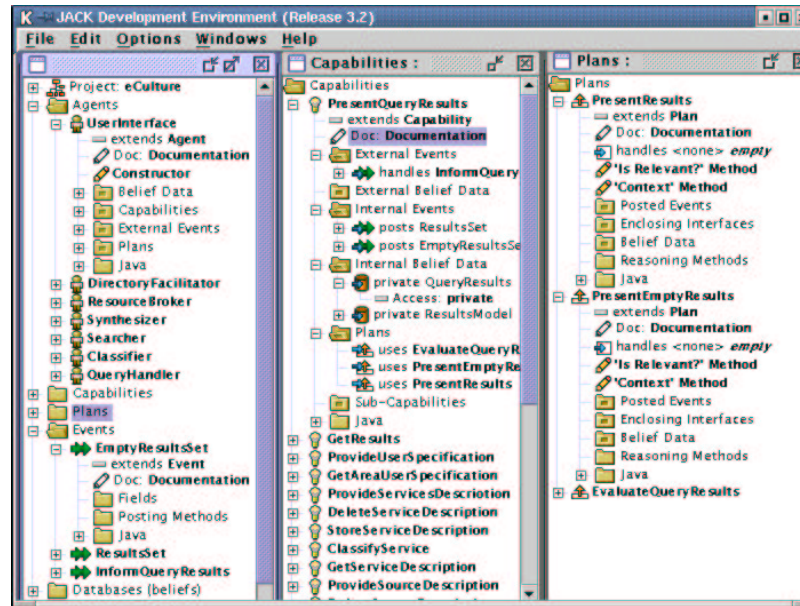 JACK Development Environment (Release 3.2)
File Edit Options Windows Help
Project: eCulture
Agents
UserInterface
extends Agent
Doc: Documentation
Constructor
Belief Data
Capabilities
External Events
Plans
Java
DirectoryFacilitator
ResourceBroker
Synthesizer
Searcher
Classifier
QueryHandler
Capabilities
Plans
Events
EmptyResultsSet
extends Event
Doc: Documentation
Fields
Posting Methods
Java
ResultsSet
InformQueryResults
Databases (beliefs)
Capabilities :
Capabilities
PresentQueryResults
extends Capability
Doc: Documentation
External Events
handles InformQuery
External Belief Data
Internal Events
posts ResultsSet
posts EmptyResultsSe
Internal Belief Data
private QueryResults
Access: private
private ResultsModel
Plans
uses EvaluateQueryR
uses PresentEmptyRe
uses PresentResults
Sub-Capabilities
Java
GetResults
ProvideUserSpecification
GetAreaUserSpecification
ProvideServicesDescriotion
DeleteServiceDescription
StoreServiceDescription
ClassifyService
GetServiceDescription
ProvideSourceDescription
Plans :
Plans
PresentResults
extends Plan
Doc: Documentation
handles <none> empty
'Is Relevant?' Method
'Context' Method
Posted Events
Enclosing Interfaces
Belief Data
Reasoning Methods
Java
PresentEmptyResults
extends Plan
Doc: Documentation
handles <none> empty
'Is Relevant?' Method
'Context' Method
Posted Events
Enclosing Interfaces
Belief Data
Reasoning Methods
Java
EvaluateQueryResults